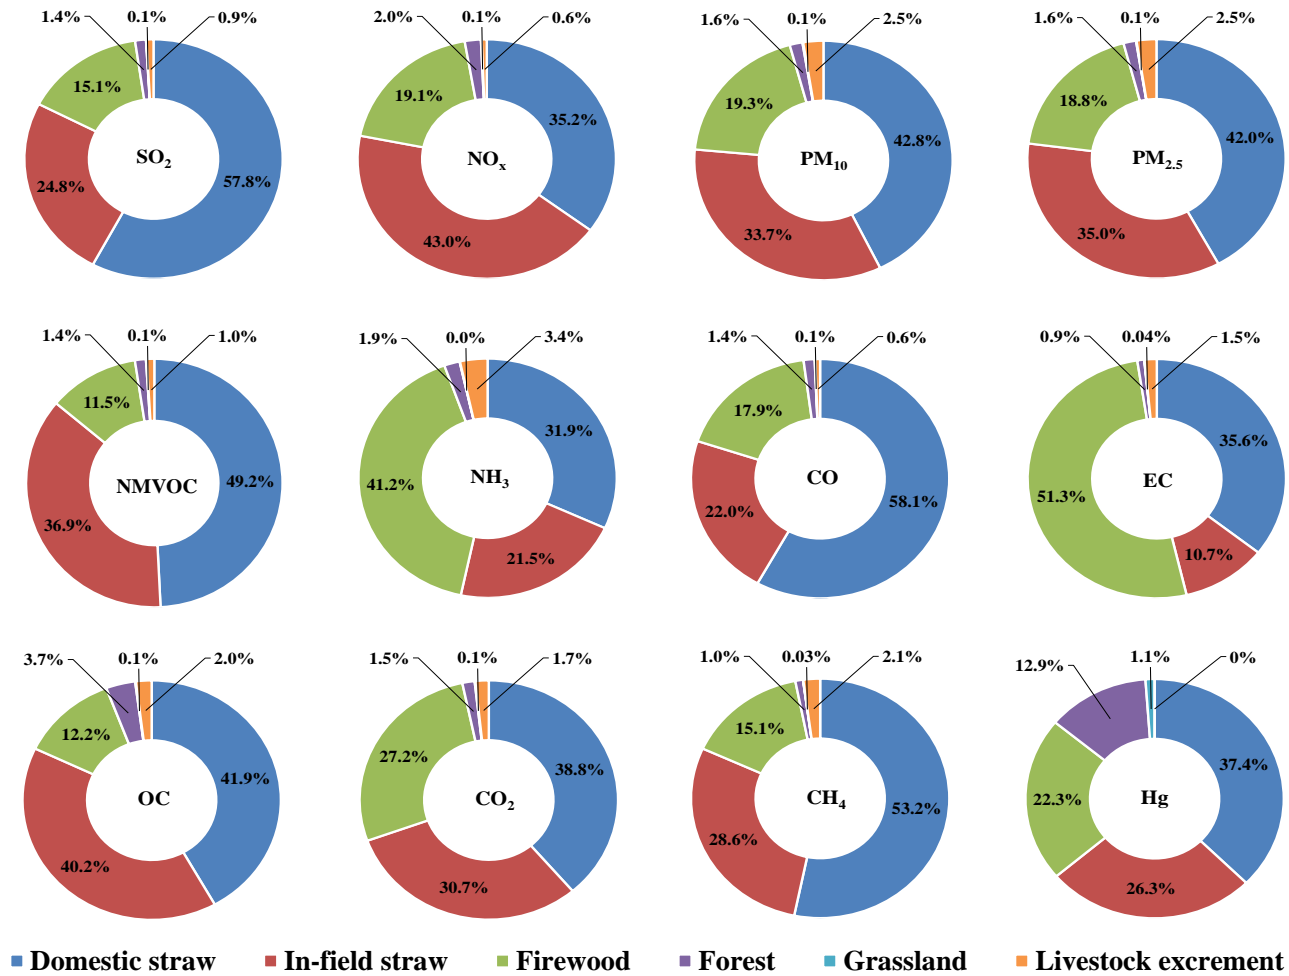 1.4% 0.1% 0.9%
15.1%
24.8%
57.8%
SO₂
2.0% 0.1% 0.6%
19.1%
35.2%
43.0%
NOₓ
1.6% 0.1% 2.5%
19.3%
42.8%
33.7%
PM₁₀
1.6% 0.1% 2.5%
18.8%
42.0%
35.0%
PM₂.₅
1.4% 0.1% 1.0%
11.5%
49.2%
36.9%
NMVOC
1.9% 0.0% 3.4%
31.9%
41.2%
21.5%
NH₃
1.4% 0.1% 0.6%
17.9%
58.1%
22.0%
CO
0.9% 0.04% 1.5%
35.6%
51.3%
10.7%
EC
3.7% 0.1% 2.0%
12.2%
41.9%
40.2%
OC
1.5% 0.1% 1.7%
27.2%
38.8%
30.7%
CO₂
1.0% 0.03% 2.1%
15.1%
53.2%
28.6%
CH₄
12.9% 1.1% 0%
37.4%
22.3%
26.3%
Hg
Domestic straw In-field straw Firewood Forest Grassland Livestock excrement